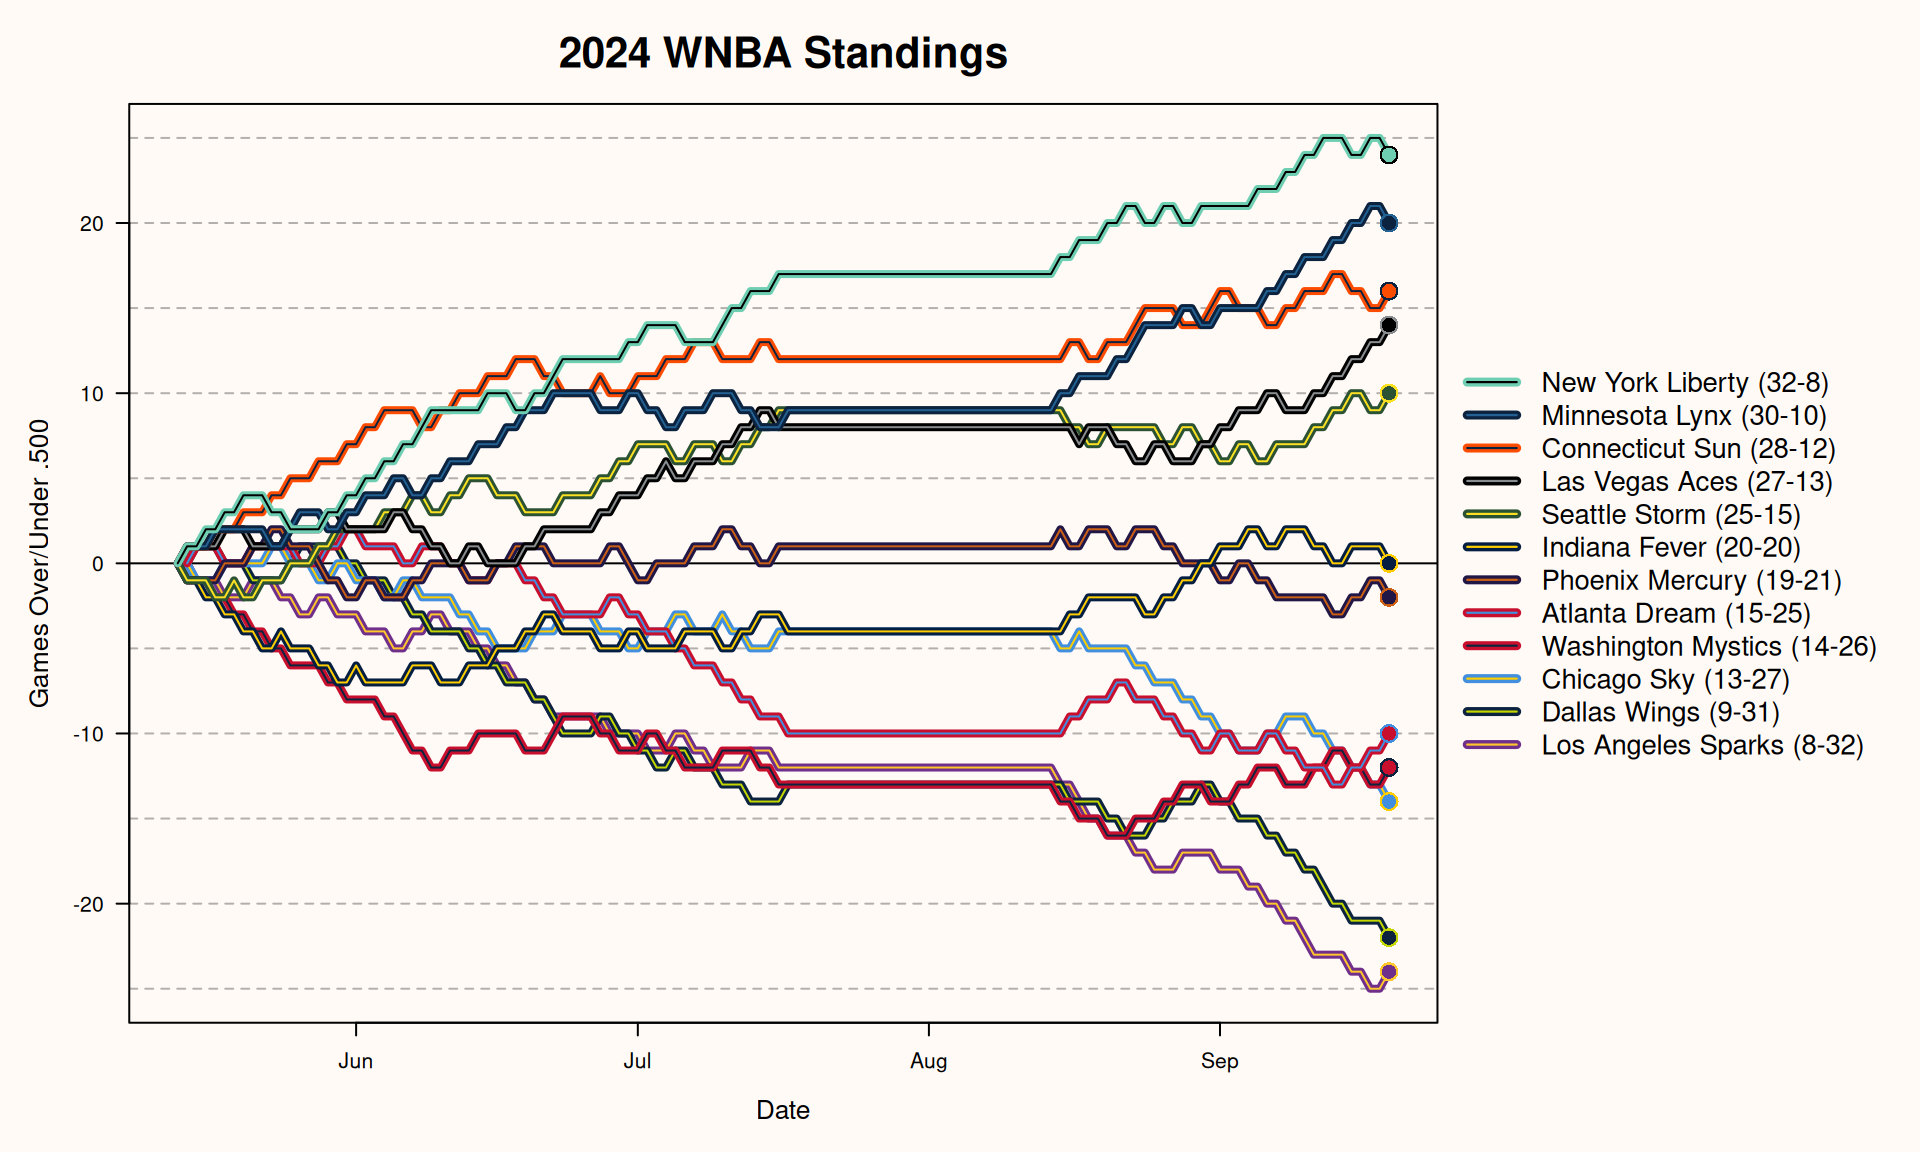 2024 WNBA Standings
Games Over/Under .500
20
10
0
-10
-20
Jun
Jul
Aug
Sep
Date
New York Liberty (32-8)
Minnesota Lynx (30-10)
Connecticut Sun (28-12)
Las Vegas Aces (27-13)
Seattle Storm (25-15)
Indiana Fever (20-20)
Phoenix Mercury (19-21)
Atlanta Dream (15-25)
Washington Mystics (14-26)
Chicago Sky (13-27)
Dallas Wings (9-31)
Los Angeles Sparks (8-32)